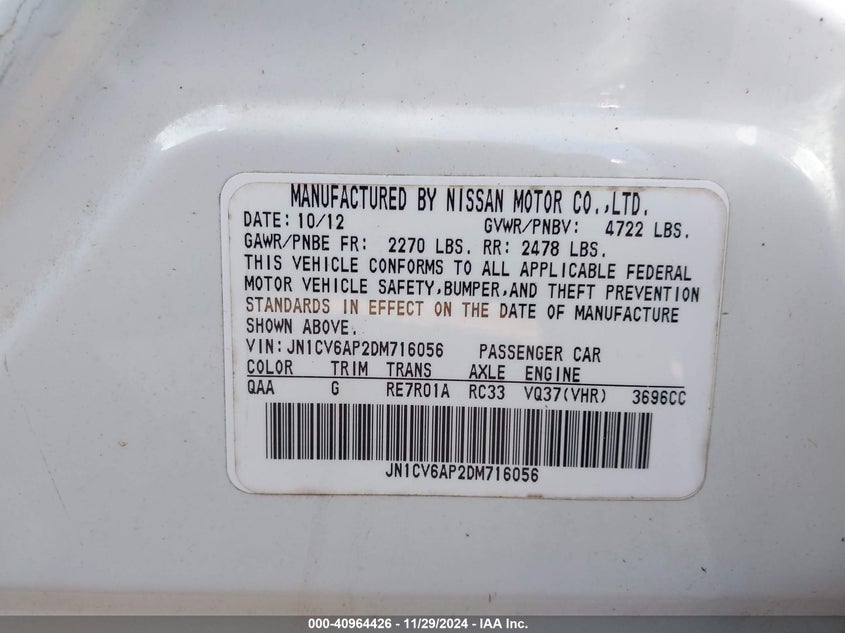 MANUFACTURED BY NISSAN MOTOR CO.,LTD.
DATE: 10/12 GVWR/PNBV: 4722 LBS.
GAWR/PNBE FR: 2270 LBS. RR: 2478 LBS.
THIS VEHICLE CONFORMS TO ALL APPLICABLE FEDERAL
MOTOR VEHICLE SAFETY,BUMPER,AND THEFT PREVENTION
STANDARDS IN EFFECT ON THE DATE OF MANUFACTURE
SHOWN ABOVE.
VIN: JN1CV6AP2DM716056 PASSENGER CAR
COLOR TRIM TRANS AXLE ENGINE
QAA G RE7R01A RC33 VQ37(VHR) 3696CC
JN1CV6AP2DM716056
000-40964426 - 11/29/2024 - IAA Inc.